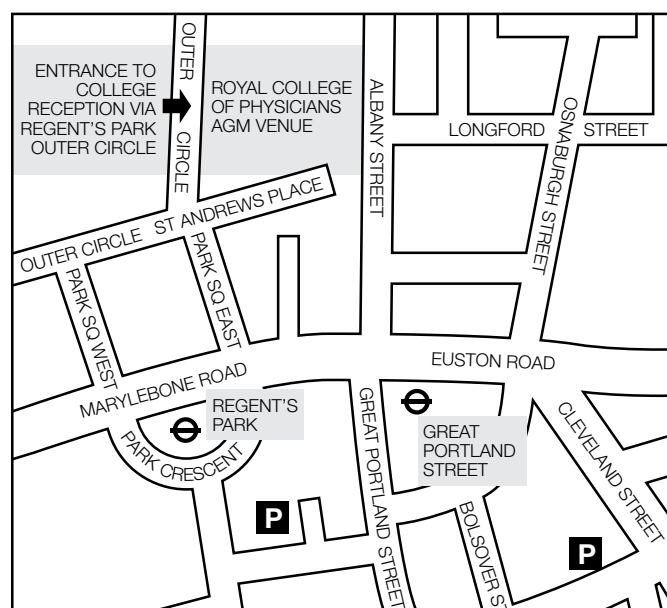 OUTER CIRCLE
ENTRANCE TO
COLLEGE
RECEPTION VIA
REGENT'S PARK
OUTER CIRCLE
ROYAL COLLEGE
OF PHYSICIANS
AGM VENUE
ALBANY STREET
LONGFORD STREET
OSNABURGH STREET
OUTER CIRCLE
ST ANDREWS PLACE
PARK SQ WEST
PARK SQ EAST
MARYLEBONE ROAD
EUSTON ROAD
REGENT'S
PARK
PARK CRESCENT
GREAT PORTLAND STREET
GREAT
PORTLAND
STREET
CLEVELAND STREET
BOLSOVER S
P
P